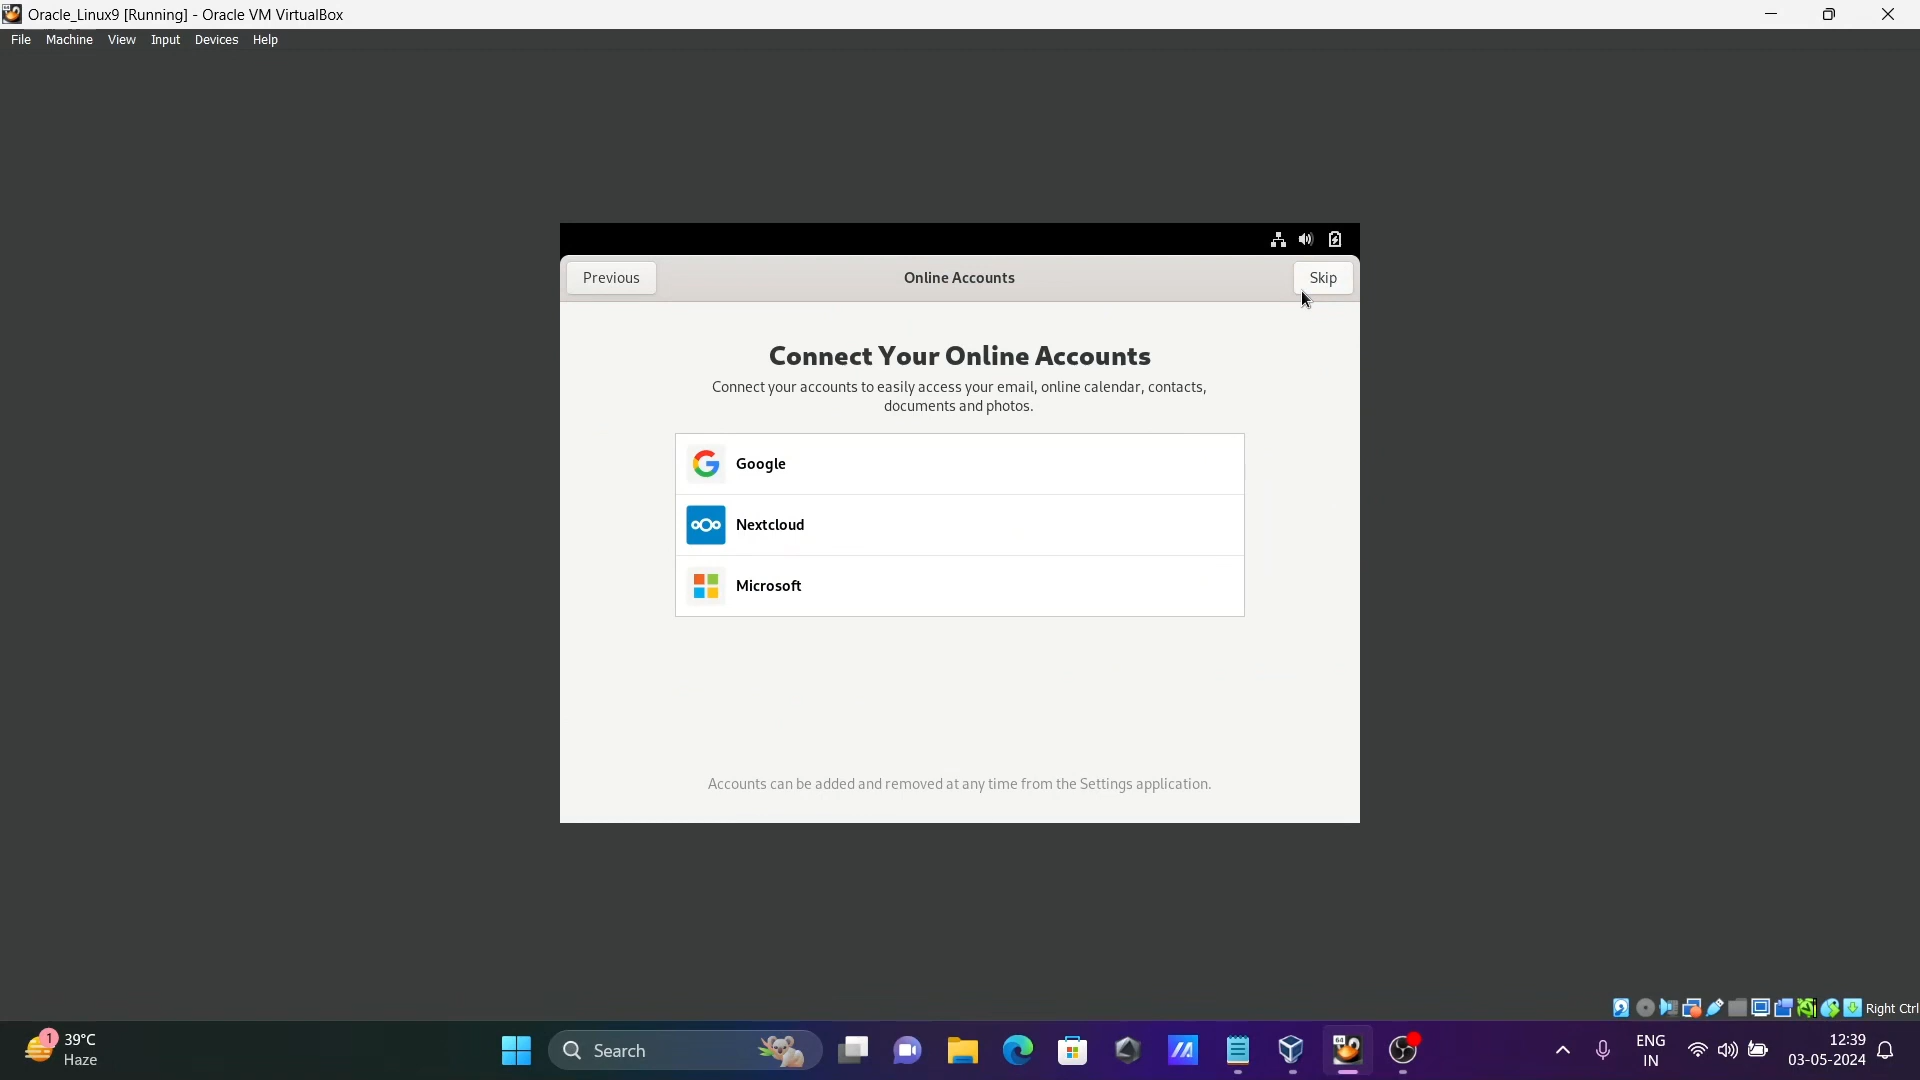 Oracle_Linux9 [Running] - Oracle VM VirtualBox
File Machine View Input Devices Help
Previous
Online Accounts
Skip
Connect Your Online Accounts
Connect your accounts to easily access your email, online calendar, contacts,
documents and photos.
Google
Nextcloud
Microsoft
Accounts can be added and removed at any time from the Settings application.
Right Ctrl
1
39°C
Haze
Search
ENG
IN
12:39
03-05-2024